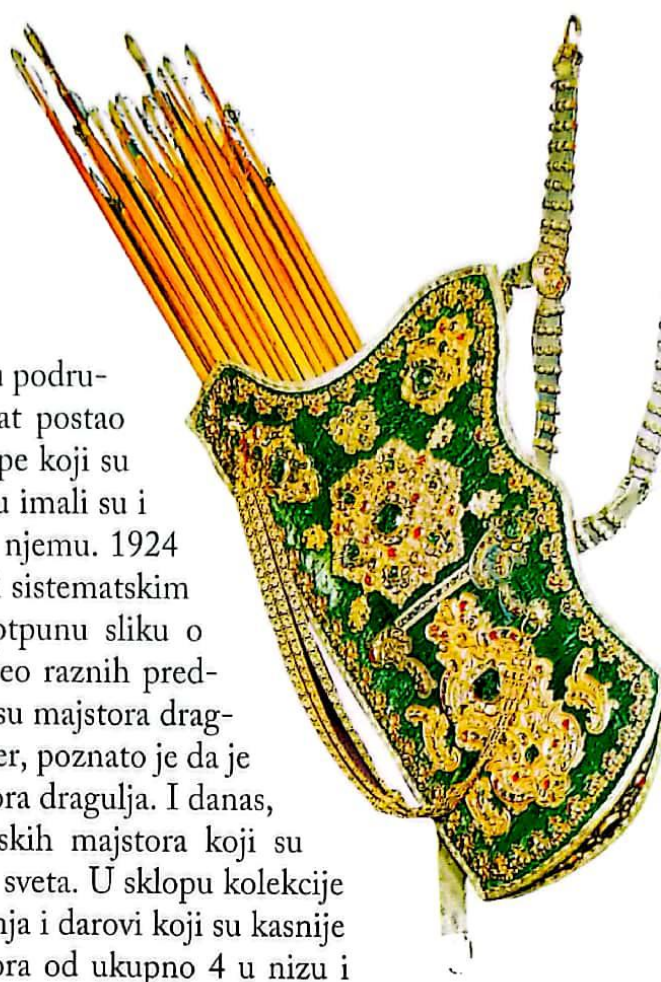 podru-
at postao
pe koji su
u imali su i
njemu. 1924
sistematskim
otpunu sliku o
eo raznih pred-
su majstora drag-
er, poznato je da je
ora dragulja. I danas,
skih majstora koji su
sveta. U sklopu kolekcije
nja i darovi koji su kasnije
ora od ukupno 4 u nizu i